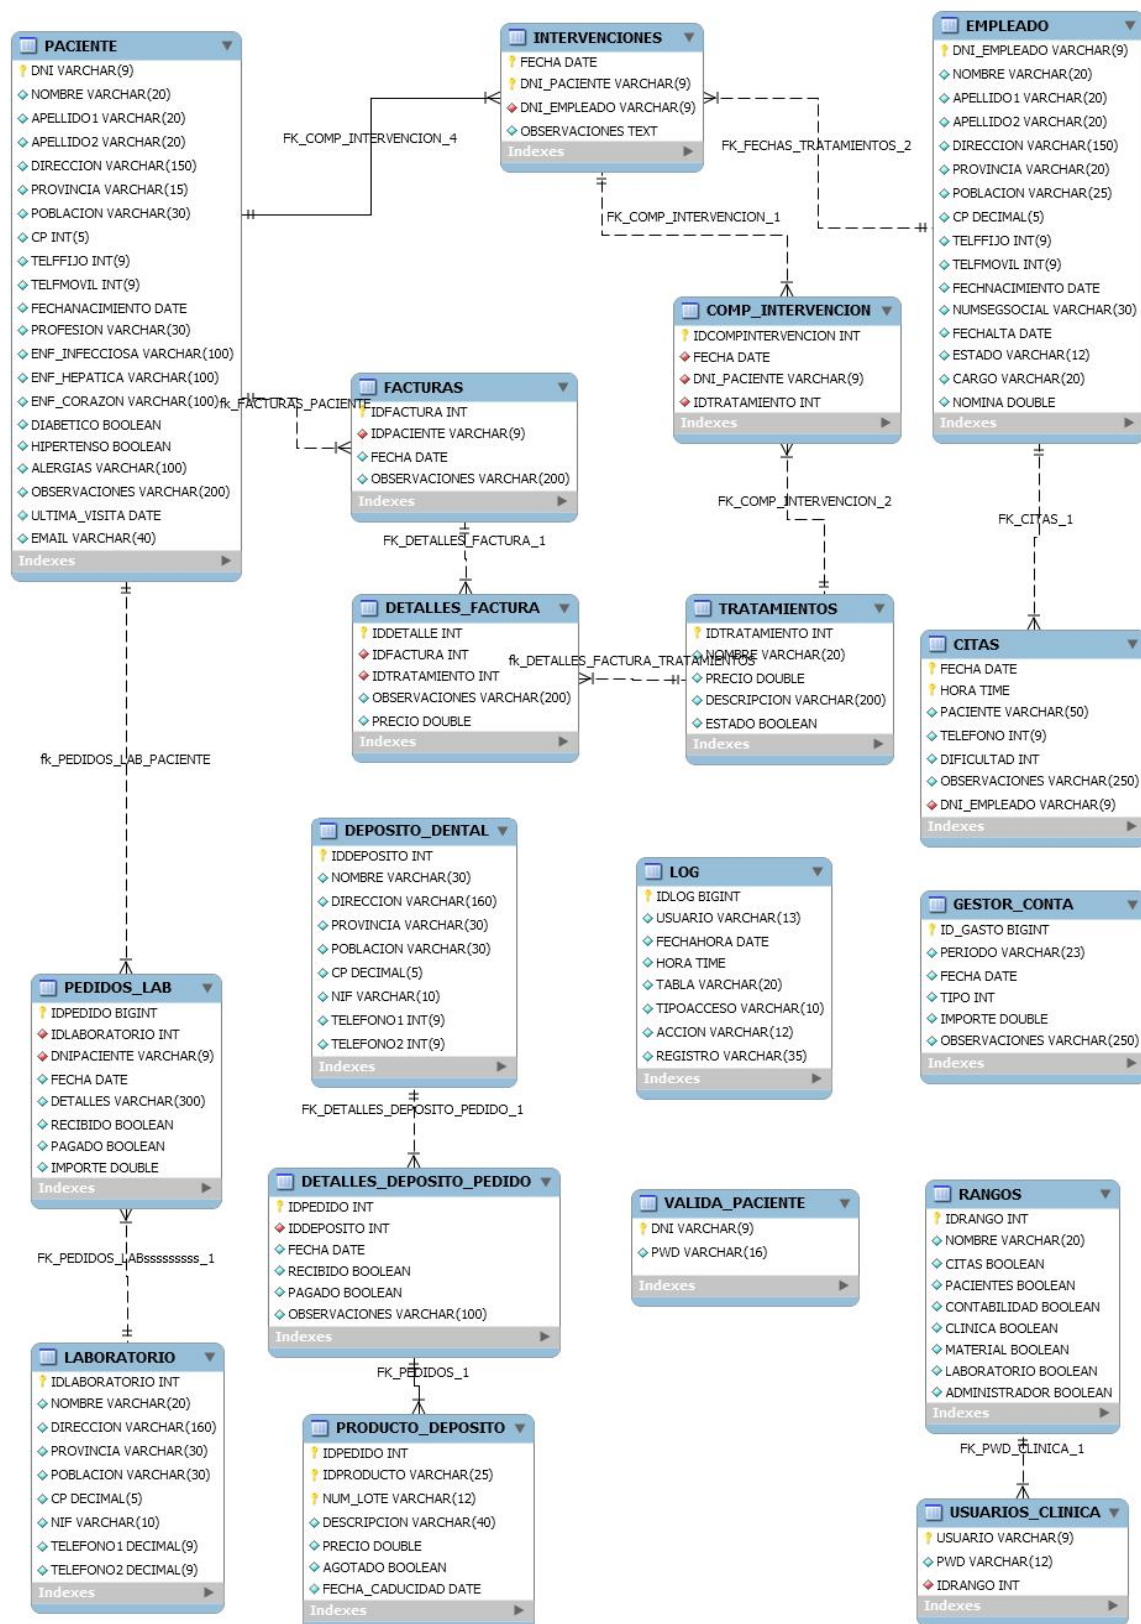 PACIENTE
DNI VARCHAR(9)
NOMBRE VARCHAR(20)
APELLIDO1 VARCHAR(20)
APELLIDO2 VARCHAR(20)
DIRECCION VARCHAR(150)
PROVINCIA VARCHAR(15)
POBLACION VARCHAR(30)
CP INT(5)
TELFFIJO INT(9)
TELFMOVIL INT(9)
FECHANACIMIENTO DATE
PROFESION VARCHAR(30)
ENF_INFECCIOSA VARCHAR(100)
ENF_HEPATICA VARCHAR(100)
ENF_CORAZON VARCHAR(100)
DIABETICO BOOLEAN
HIPERTENSO BOOLEAN
ALERGIAS VARCHAR(100)
OBSERVACIONES VARCHAR(200)
ULTIMA_VISITA DATE
EMAIL VARCHAR(40)
Indexes
INTERVENCIONES
FECHA DATE
DNI_PACIENTE VARCHAR(9)
DNI_EMPLEADO VARCHAR(9)
OBSERVACIONES TEXT
Indexes
EMPLEADO
DNI_EMPLEADO VARCHAR(9)
NOMBRE VARCHAR(20)
APELLIDO1 VARCHAR(20)
APELLIDO2 VARCHAR(20)
DIRECCION VARCHAR(150)
PROVINCIA VARCHAR(20)
POBLACION VARCHAR(25)
CP DECIMAL(5)
TELFFIJO INT(9)
TELFMOVIL INT(9)
FECHNACIMIENTO DATE
NUMSEGSOCIAL VARCHAR(30)
FECHALTA DATE
ESTADO VARCHAR(12)
CARGO VARCHAR(20)
NOMINA DOUBLE
Indexes
FK_COMP_INTERVENCION_4
FK_FECHAS_TRATAMIENTOS_2
FK_COMP_INTERVENCION_1
COMP_INTERVENCION
IDCOMPINTERVENCION INT
FECHA DATE
DNI_PACIENTE VARCHAR(9)
IDTRATAMIENTO INT
Indexes
fk_FACTURAS_PACIENTE
FACTURAS
IDFACTURA INT
IDPACIENTE VARCHAR(9)
FECHA DATE
OBSERVACIONES VARCHAR(200)
Indexes
FK_COMP_INTERVENCION_2
FK_CITAS_1
FK_DETALLES_FACTURA_1
DETALLES_FACTURA
IDDETALLE INT
IDFACTURA INT
IDTRATAMIENTO INT
OBSERVACIONES VARCHAR(200)
PRECIO DOUBLE
Indexes
fk_DETALLES_FACTURA_TRATAMIENTOS
TRATAMIENTOS
IDTRATAMIENTO INT
NOMBRE VARCHAR(20)
PRECIO DOUBLE
DESCRIPCION VARCHAR(200)
ESTADO BOOLEAN
Indexes
CITAS
FECHA DATE
HORA TIME
PACIENTE VARCHAR(50)
TELEFONO INT(9)
DIFICULTAD INT
OBSERVACIONES VARCHAR(250)
DNI_EMPLEADO VARCHAR(9)
Indexes
fk_PEDIDOS_LAB_PACIENTE
DEPOSITO_DENTAL
IDDEPOSITO INT
NOMBRE VARCHAR(30)
DIRECCION VARCHAR(160)
PROVINCIA VARCHAR(30)
POBLACION VARCHAR(30)
CP DECIMAL(5)
NIF VARCHAR(10)
TELEFONO1 INT(9)
TELEFONO2 INT(9)
Indexes
LOG
IDLOG BIGINT
USUARIO VARCHAR(13)
FECHAHORA DATE
HORA TIME
TABLA VARCHAR(20)
TIPOACCESO VARCHAR(10)
ACCION VARCHAR(12)
REGISTRO VARCHAR(35)
Indexes
GESTOR_CONTA
ID_GASTO BIGINT
PERIODO VARCHAR(23)
FECHA DATE
TIPO INT
IMPORTE DOUBLE
OBSERVACIONES VARCHAR(250)
Indexes
PEDIDOS_LAB
IDPEDIDO BIGINT
IDLABORATORIO INT
DNIPACIENTE VARCHAR(9)
FECHA DATE
DETALLES VARCHAR(300)
RECIBIDO BOOLEAN
PAGADO BOOLEAN
IMPORTE DOUBLE
Indexes
FK_DETALLES_DEPOSITO_PEDIDO_1
DETALLES_DEPOSITO_PEDIDO
IDPEDIDO INT
IDDEPOSITO INT
FECHA DATE
RECIBIDO BOOLEAN
PAGADO BOOLEAN
OBSERVACIONES VARCHAR(100)
Indexes
VALIDA_PACIENTE
DNI VARCHAR(9)
PWD VARCHAR(16)
Indexes
RANGOS
IDRANGO INT
NOMBRE VARCHAR(20)
CITAS BOOLEAN
PACIENTES BOOLEAN
CONTABILIDAD BOOLEAN
CLINICA BOOLEAN
MATERIAL BOOLEAN
LABORATORIO BOOLEAN
ADMINISTRADOR BOOLEAN
Indexes
FK_PEDIDOS_LABsssssssss_1
LABORATORIO
IDLABORATORIO INT
NOMBRE VARCHAR(20)
DIRECCION VARCHAR(160)
PROVINCIA VARCHAR(30)
POBLACION VARCHAR(30)
CP DECIMAL(5)
NIF VARCHAR(10)
TELEFONO1 DECIMAL(9)
TELEFONO2 DECIMAL(9)
Indexes
FK_PEDIDOS_1
PRODUCTO_DEPOSITO
IDPEDIDO INT
IDPRODUCTO VARCHAR(25)
NUM_LOTE VARCHAR(12)
DESCRIPCION VARCHAR(40)
PRECIO DOUBLE
AGOTADO BOOLEAN
FECHA_CADUCIDAD DATE
Indexes
FK_PWD_CLINICA_1
USUARIOS_CLINICA
USUARIO VARCHAR(9)
PWD VARCHAR(12)
IDRANGO INT
Indexes